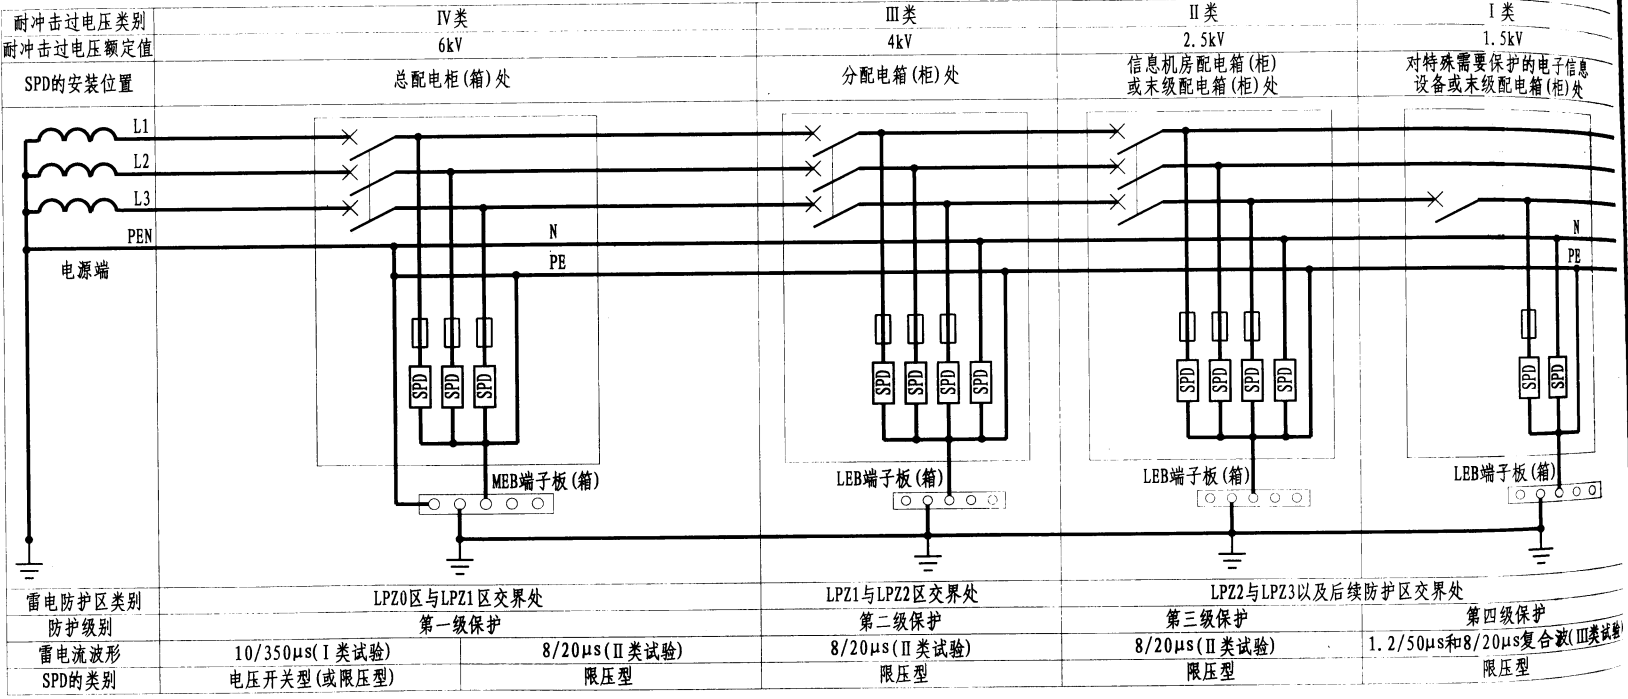 耐冲击过电压类别 Ⅳ类 Ⅲ类 Ⅱ类 Ⅰ类
耐冲击过电压额定值 6kV 4kV 2.5kV 1.5kV
SPD的安装位置 总配电柜(箱)处 分配电箱(柜)处
信息机房配电箱(柜)
或末级配电箱(柜)处
对特殊需要保护的电子信息
设备或末级配电箱(柜)处
L1
L2
L3
PEN N N
电源端 PE PE
SPD SPD SPD
SPD SPD SPD SPD
SPD SPD SPD SPD
SPD SPD
MEB端子板(箱) LEB端子板(箱) LEB端子板(箱) LEB端子板(箱)
雷电防护区类别 LPZ0区与LPZ1区交界处 LPZ1与LPZ2区交界处 LPZ2与LPZ3以及后续防护区交界处
防护级别 第一级保护 第二级保护 第三级保护 第四级保护
雷电流波形 10/350μs(Ⅰ类试验) 8/20μs(Ⅱ类试验) 8/20μs(Ⅱ类试验) 8/20μs(Ⅱ类试验) 1.2/50μs和8/20μs复合波(Ⅲ类试验
SPD的类别 电压开关型(或限压型) 限压型 限压型 限压型 限压型